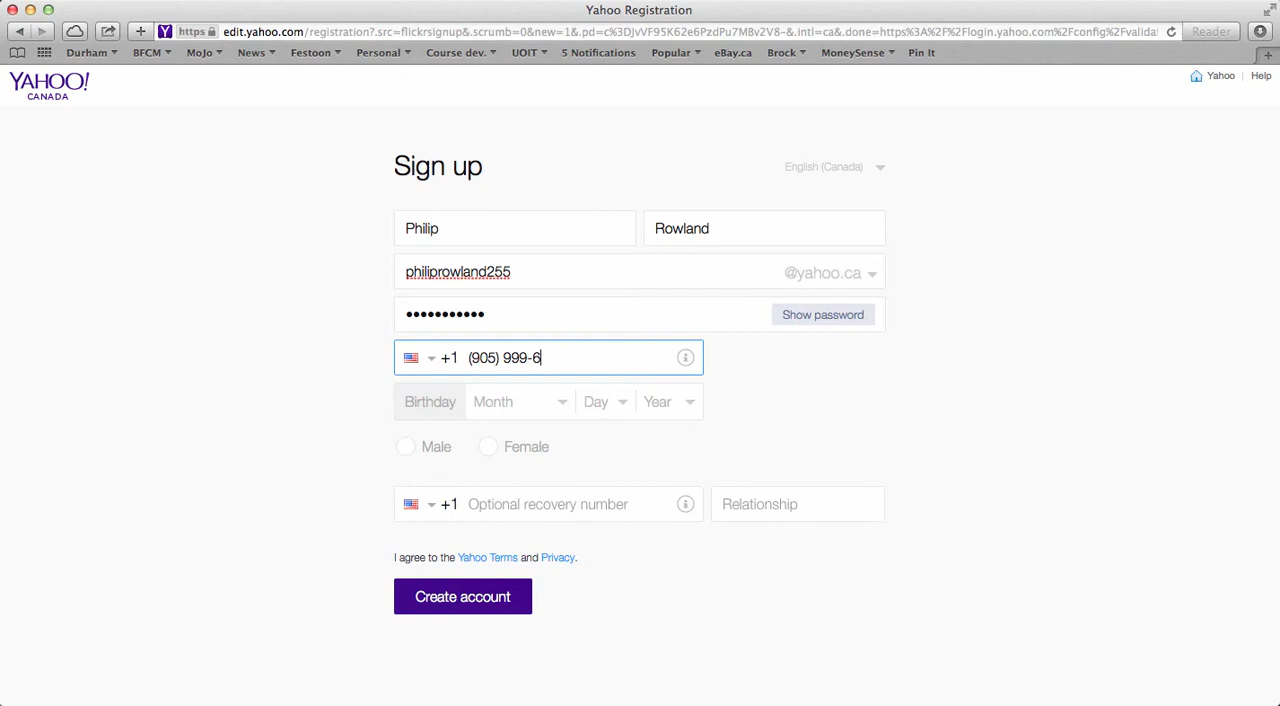 Yahoo Registration
https edit.yahoo.com/registration?.src=flickrsignup&.scrumb=0&new=1&.pd=c%3DJvVF95K62e6PzdPu7MBv2V8-&.intl=ca&.done=https%3A%2F%2Flogin.yahoo.com%2Fconfig%2Fvalida Reader
Durham BFCM MoJo News Festoon Personal Course dev. UOIT 5 Notifications Popular eBay.ca Brock MoneySense Pin It
YAHOO!
CANADA
Yahoo Help
Sign up
English (Canada)
Philip Rowland
philiprowland255 @yahoo.ca
Show password
+1 (905) 999-6
Birthday Month Day Year
Male Female
+1 Optional recovery number Relationship
I agree to the Yahoo Terms and Privacy.
Create account